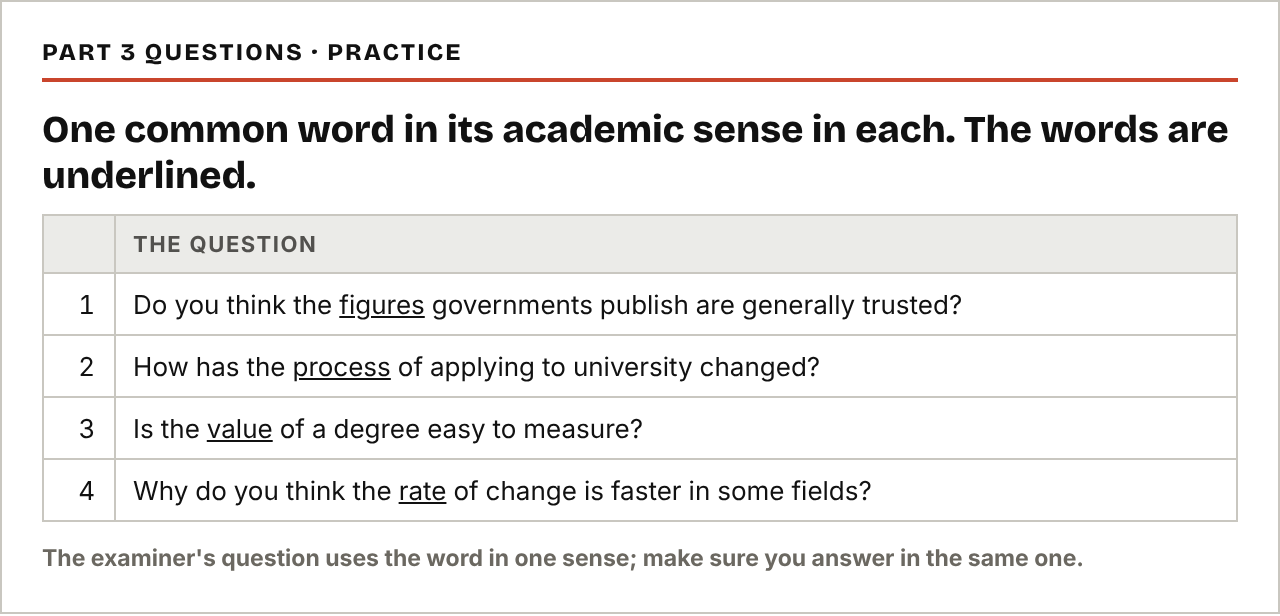 PART 3 QUESTIONS · PRACTICE
One common word in its academic sense in each. The words are
underlined.
THE QUESTION
1 Do you think the figures governments publish are generally trusted?
2 How has the process of applying to university changed?
3 Is the value of a degree easy to measure?
4 Why do you think the rate of change is faster in some fields?
The examiner's question uses the word in one sense; make sure you answer in the same one.